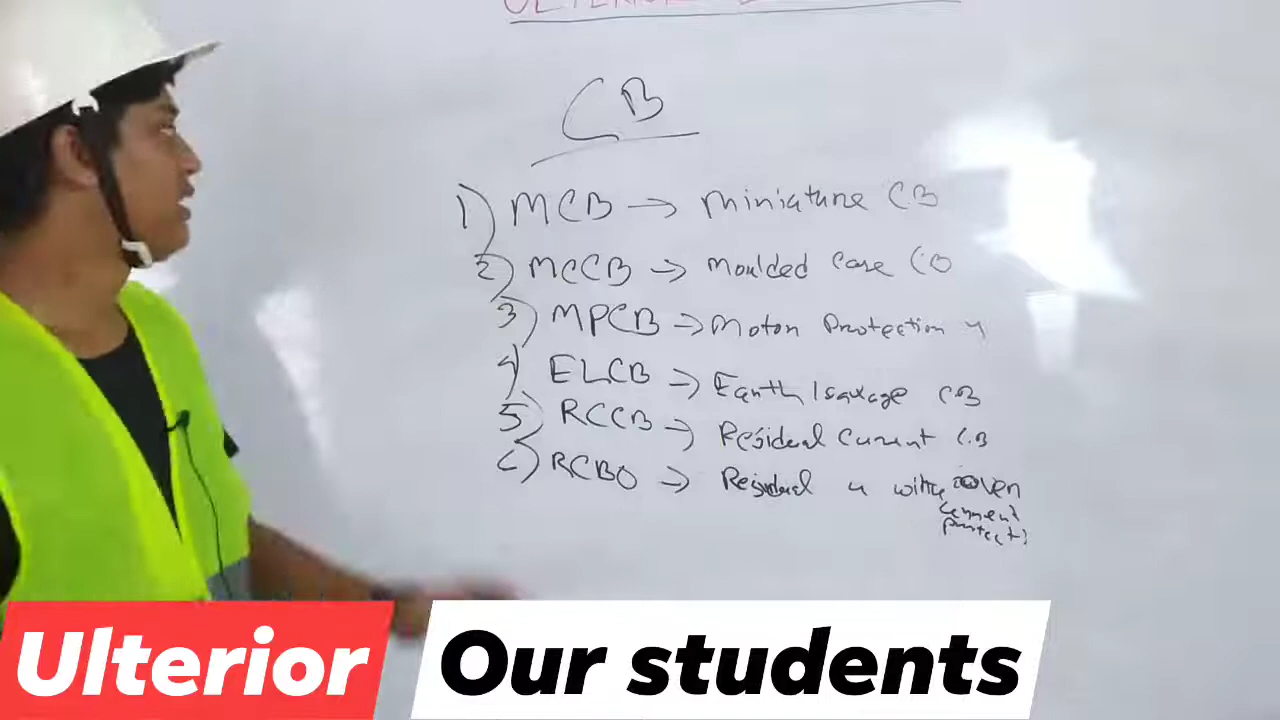 CB
1) MCB → Miniature CB
2) MCCB → Moulded Case CB
3) MPCB → Motor Protection "
4) ELCB → Earth leakage CB
5) RCCB → Residual Current CB
6) RCBO → Residual " with over
current
protect
Ulterior Our students